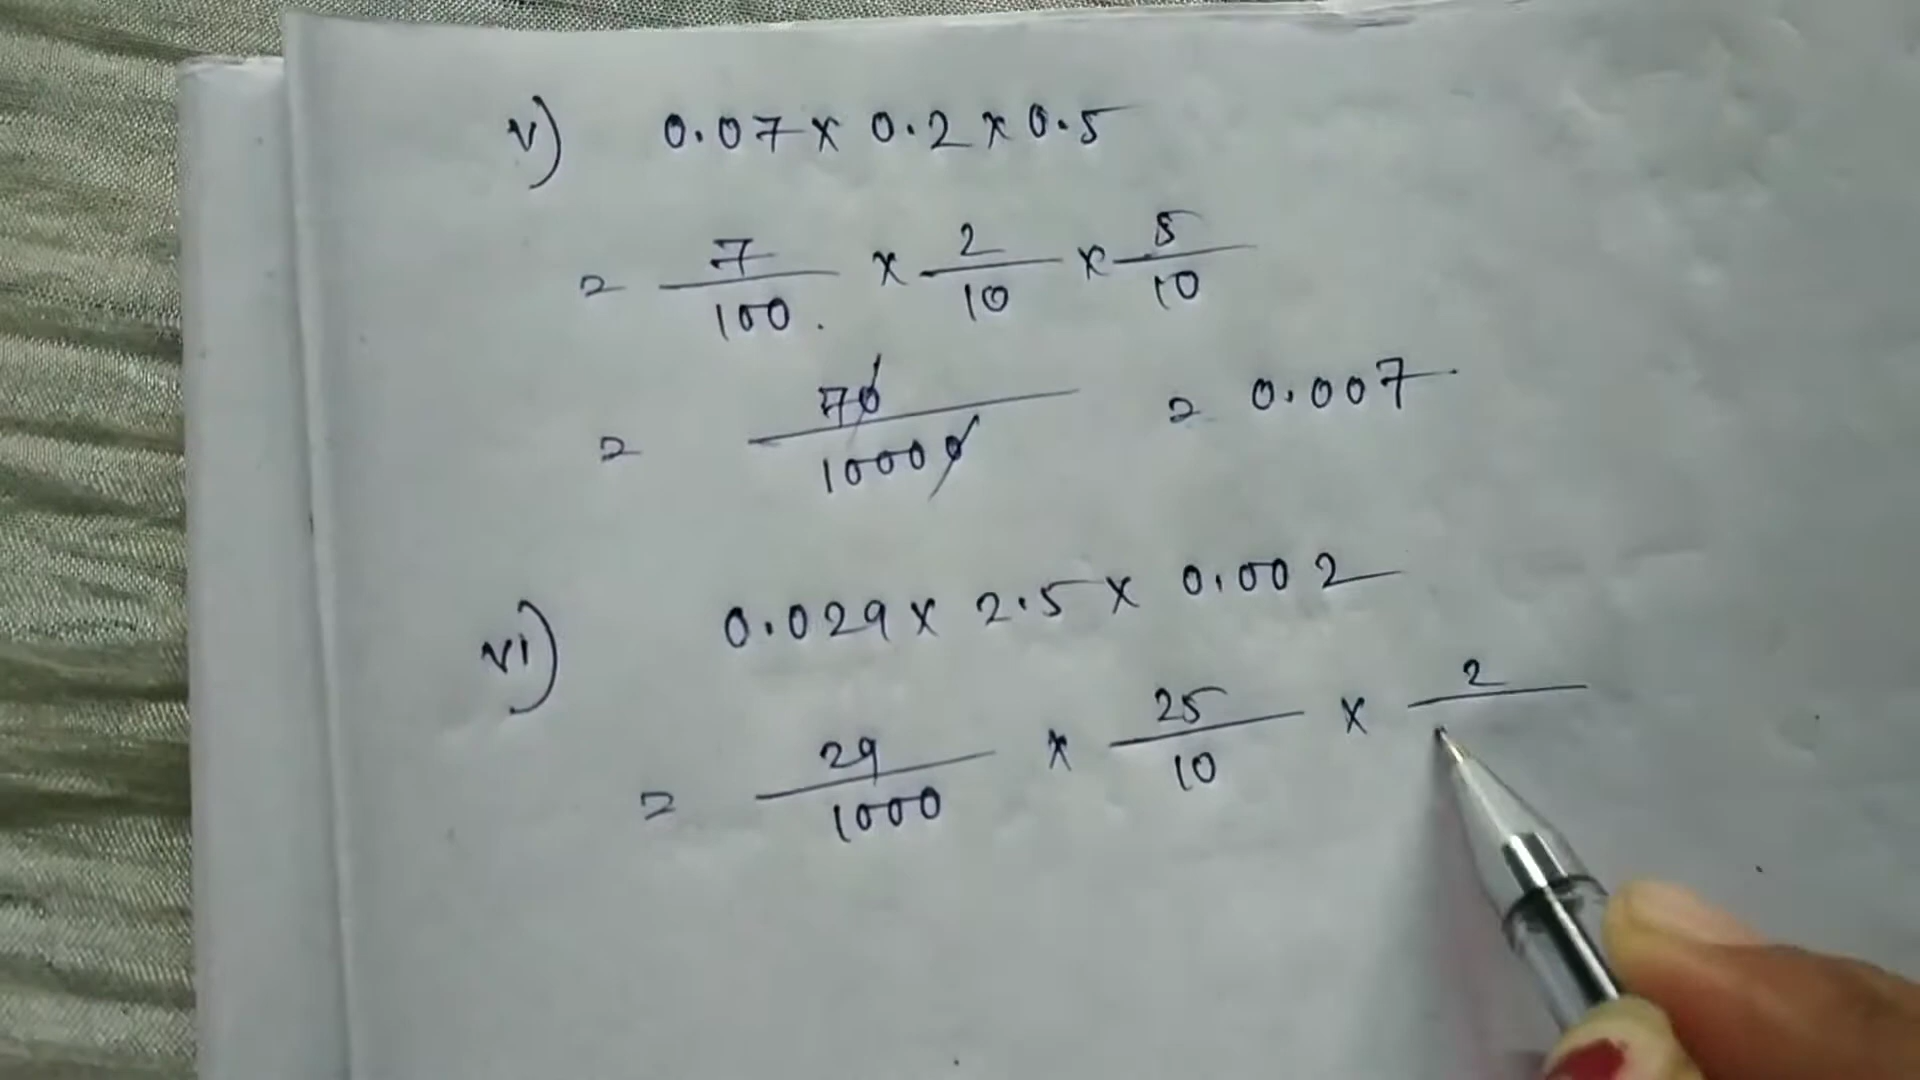 v) 0.07 x 0.2 x 0.5
= 7/100. x 2/10 x 5/10
= 70/10000 = 0.007
vi) 0.029 x 2.5 x 0.002
= 29/1000 x 25/10 x 2/